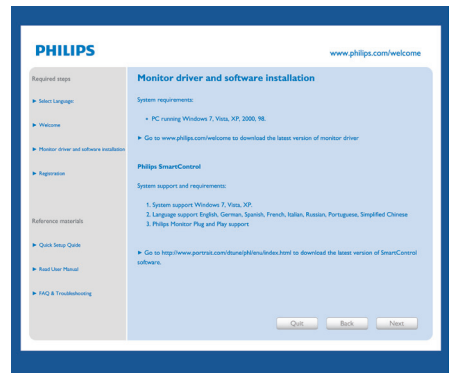 PHILIPS
www.philips.com/welcome
Required steps
► Select Language:
► Welcome
► Monitor driver and software installation
► Registration
Reference materials
► Quick Setup Quide
► Read User Manual
► FAQ & Troubleshooting
Monitor driver and software installation
System requirements:
• PC running Windows 7, Vista, XP, 2000, 98,
► Go to www.philips.com/welcome to download the latest version of monitor driver
Philips SmartControl
System support and requirements:
1. System support Windows 7, Vista, XP.
2. Language support English, German, Spanish, French, Italian, Russian, Portuguese, Simplified Chinese
3. Philips Monitor Plug and Play support
► Go to http://www.portrait.com/dtune/phl/enu/index.html to download the latest version of SmartControl
software.
Quit
Back
Next